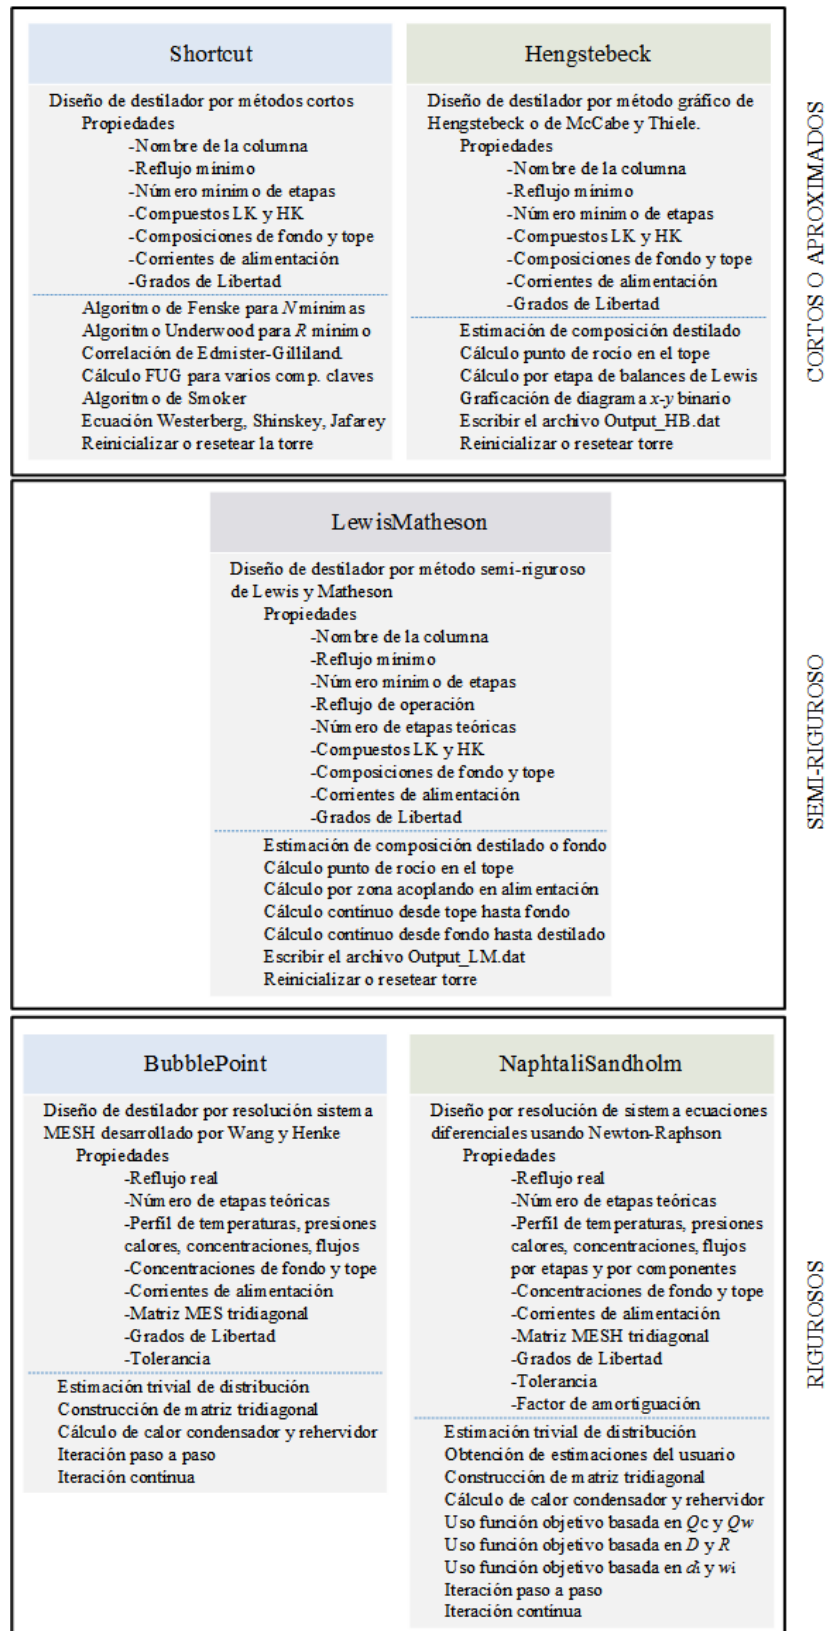 Shortcut
Diseño de destilador por métodos cortos
Propiedades
-Nombre de la columna
-Reflujo mínimo
-Número mínimo de etapas
-Compuestos LK y HK
-Composiciones de fondo y tope
-Corrientes de alimentación
-Grados de Libertad
Algoritmo de Fenske para N mínimas
Algoritmo Underwood para R mínimo
Correlación de Edmister-Gilliland.
Cálculo FUG para varios comp. claves
Algoritmo de Smoker
Ecuación Westerberg, Shinskey, Jafarey
Reinicializar o resetear la torre
Hengstebeck
Diseño de destilador por método gráfico de
Hengstebeck o de McCabe y Thiele.
Propiedades
-Nombre de la columna
-Reflujo mínimo
-Número mínimo de etapas
-Compuestos LK y HK
-Composiciones de fondo y tope
-Corrientes de alimentación
-Grados de Libertad
Estimación de composición destilado
Cálculo punto de rocío en el tope
Cálculo por etapa de balances de Lewis
Graficación de diagrama x-y binario
Escribir el archivo Output_HB.dat
Reinicializar o resetear torre
CORTOS O APROXIMADOS
LewisMatheson
Diseño de destilador por método semi-riguroso
de Lewis y Matheson
Propiedades
-Nombre de la columna
-Reflujo mínimo
-Número mínimo de etapas
-Reflujo de operación
-Número de etapas teóricas
-Compuestos LK y HK
-Composiciones de fondo y tope
-Corrientes de alimentación
-Grados de Libertad
Estimación de composición destilado o fondo
Cálculo punto de rocío en el tope
Cálculo por zona acoplando en alimentación
Cálculo contínuo desde tope hasta fondo
Cálculo contínuo desde fondo hasta destilado
Escribir el archivo Output_LM.dat
Reinicializar o resetear torre
SEMI-RIGUROSO
BubblePoint
Diseño de destilador por resolución sistema
MESH desarrollado por Wang y Henke
Propiedades
-Reflujo real
-Número de etapas teóricas
-Perfil de temperaturas, presiones
calores, concentraciones, flujos
-Concentraciones de fondo y tope
-Corrientes de alimentación
-Matriz MES tridiagonal
-Grados de Libertad
-Tolerancia
Estimación trivial de distribución
Construcción de matriz tridiagonal
Cálculo de calor condensador y rehervidor
Iteración paso a paso
Iteración contínua
NaphtaliSandholm
Diseño por resolución de sistema ecuaciones
diferenciales usando Newton-Raphson
Propiedades
-Reflujo real
-Número de etapas teóricas
-Perfil de temperaturas, presiones
calores, concentraciones, flujos
por etapas y por componentes
-Concentraciones de fondo y tope
-Corrientes de alimentación
-Matriz MESH tridiagonal
-Grados de Libertad
-Tolerancia
-Factor de amortiguación
Estimación trivial de distribución
Obtención de estimaciones del usuario
Construcción de matriz tridiagonal
Cálculo de calor condensador y rehervidor
Uso función objetivo basada en Qc y Qw
Uso función objetivo basada en D y R
Uso función objetivo basada en di y wi
Iteración paso a paso
Iteración contínua
RIGUROSOS